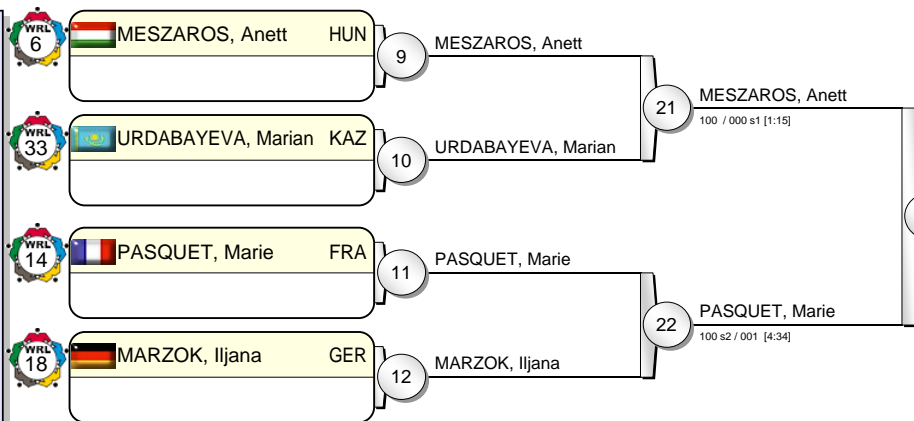 WRL
6
MESZAROS, Anett HUN
9
MESZAROS, Anett
WRL
33
URDABAYEVA, Marian KAZ
10
URDABAYEVA, Marian
21
MESZAROS, Anett
100 / 000 s1 [1:15]
WRL
14
PASQUET, Marie FRA
11
PASQUET, Marie
WRL
18
MARZOK, Iljana GER
12
MARZOK, Iljana
22
PASQUET, Marie
100 s2 / 001 [4:34]